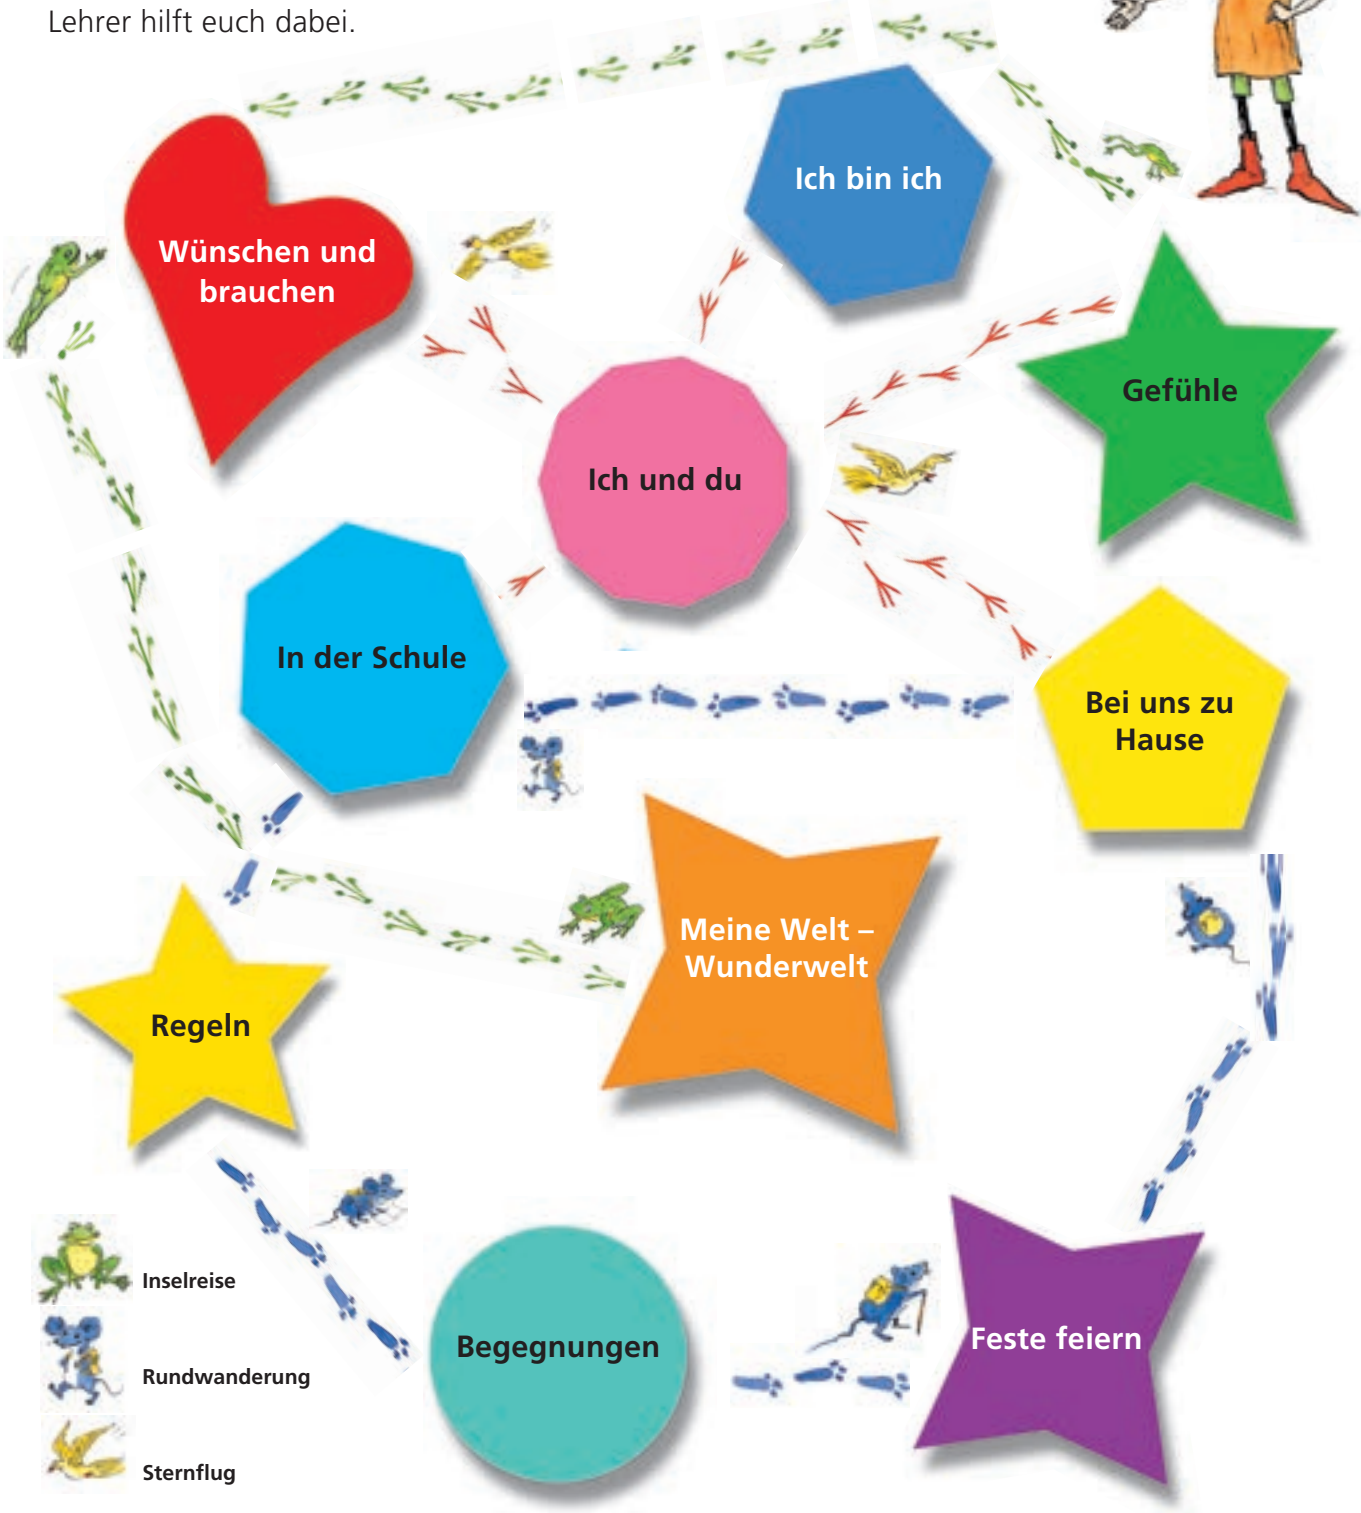 Lehrer hilft euch dabei.
Ich bin ich
Wünschen und
brauchen
Gefühle
Ich und du
In der Schule
Bei uns zu
Hause
Meine Welt –
Wunderwelt
Regeln
Inselreise
Begegnungen
Feste feiern
Rundwanderung
Sternflug